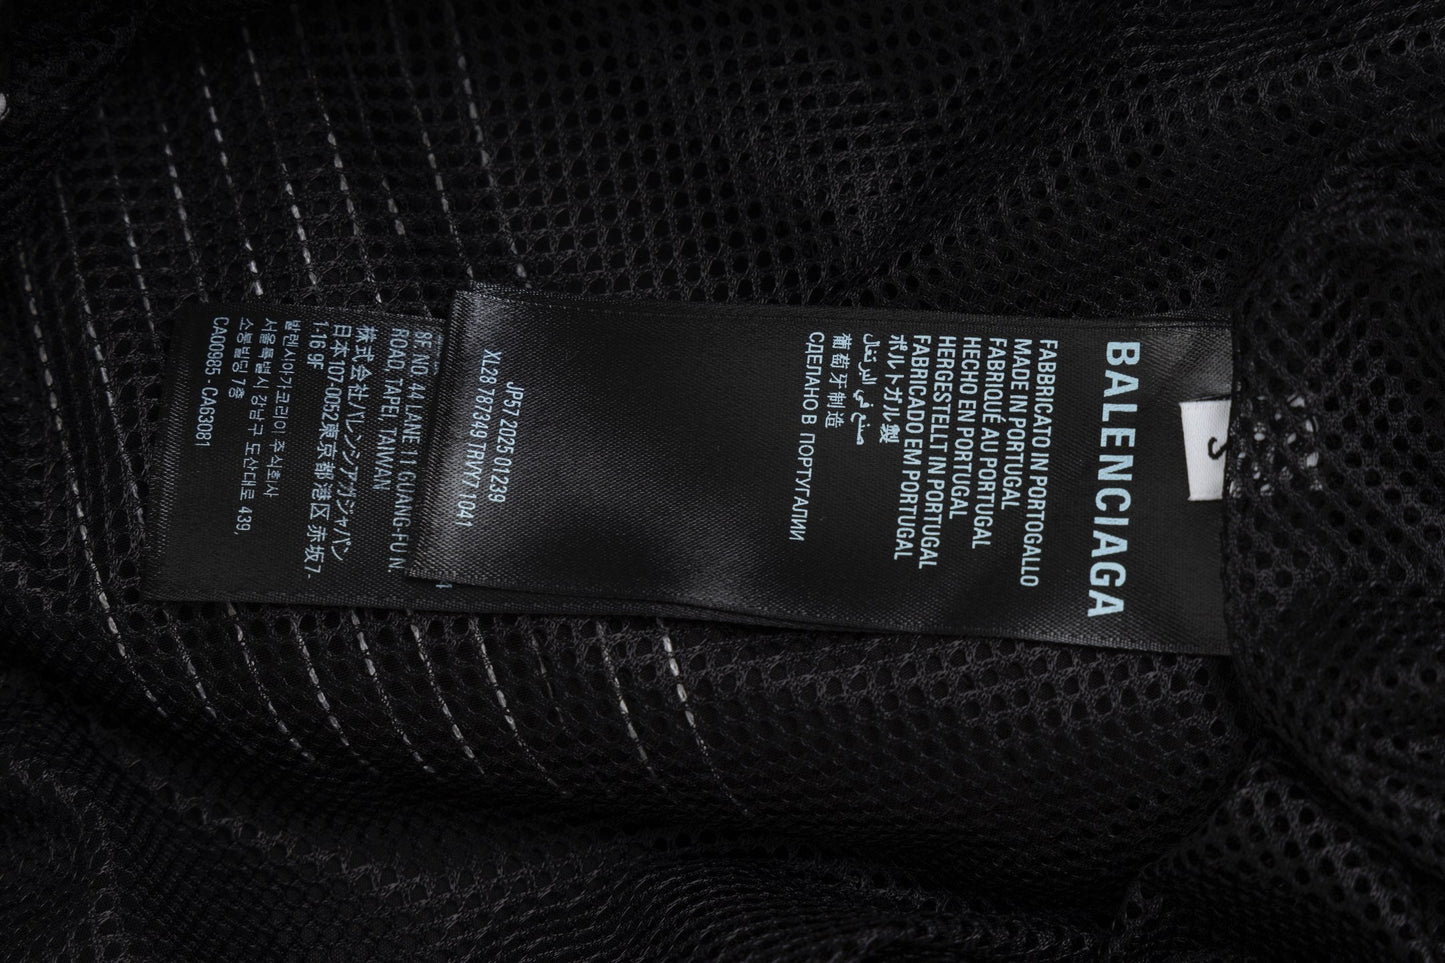 BALENCIAGA
FABBRICATO IN PORTOGALLO
MADE IN PORTUGAL
FABRIQUÉ AU PORTUGAL
HECHO EN PORTUGAL
HERGESTELLT IN PORTUGAL
FABRICADO EM PORTUGAL
ポルトガル製
صنع في البرتغال
葡萄牙制造
СДЕЛАНО В ПОРТУГАЛИИ
JP57 2025 01239
XL28 787349 TRVY7 1041
8F. NO. 44 LANE 11 GUANG-FU N.
ROAD, TAIPEI, TAIWAN
株式会社バレンシアガジャパン
日本107-0052東京都港区赤坂7-
1-16 9F
발렌시아가코리아 주식회사
서울특별시 강남구 도산대로 439,
소봉빌딩 7층
CA00985 - CA63081